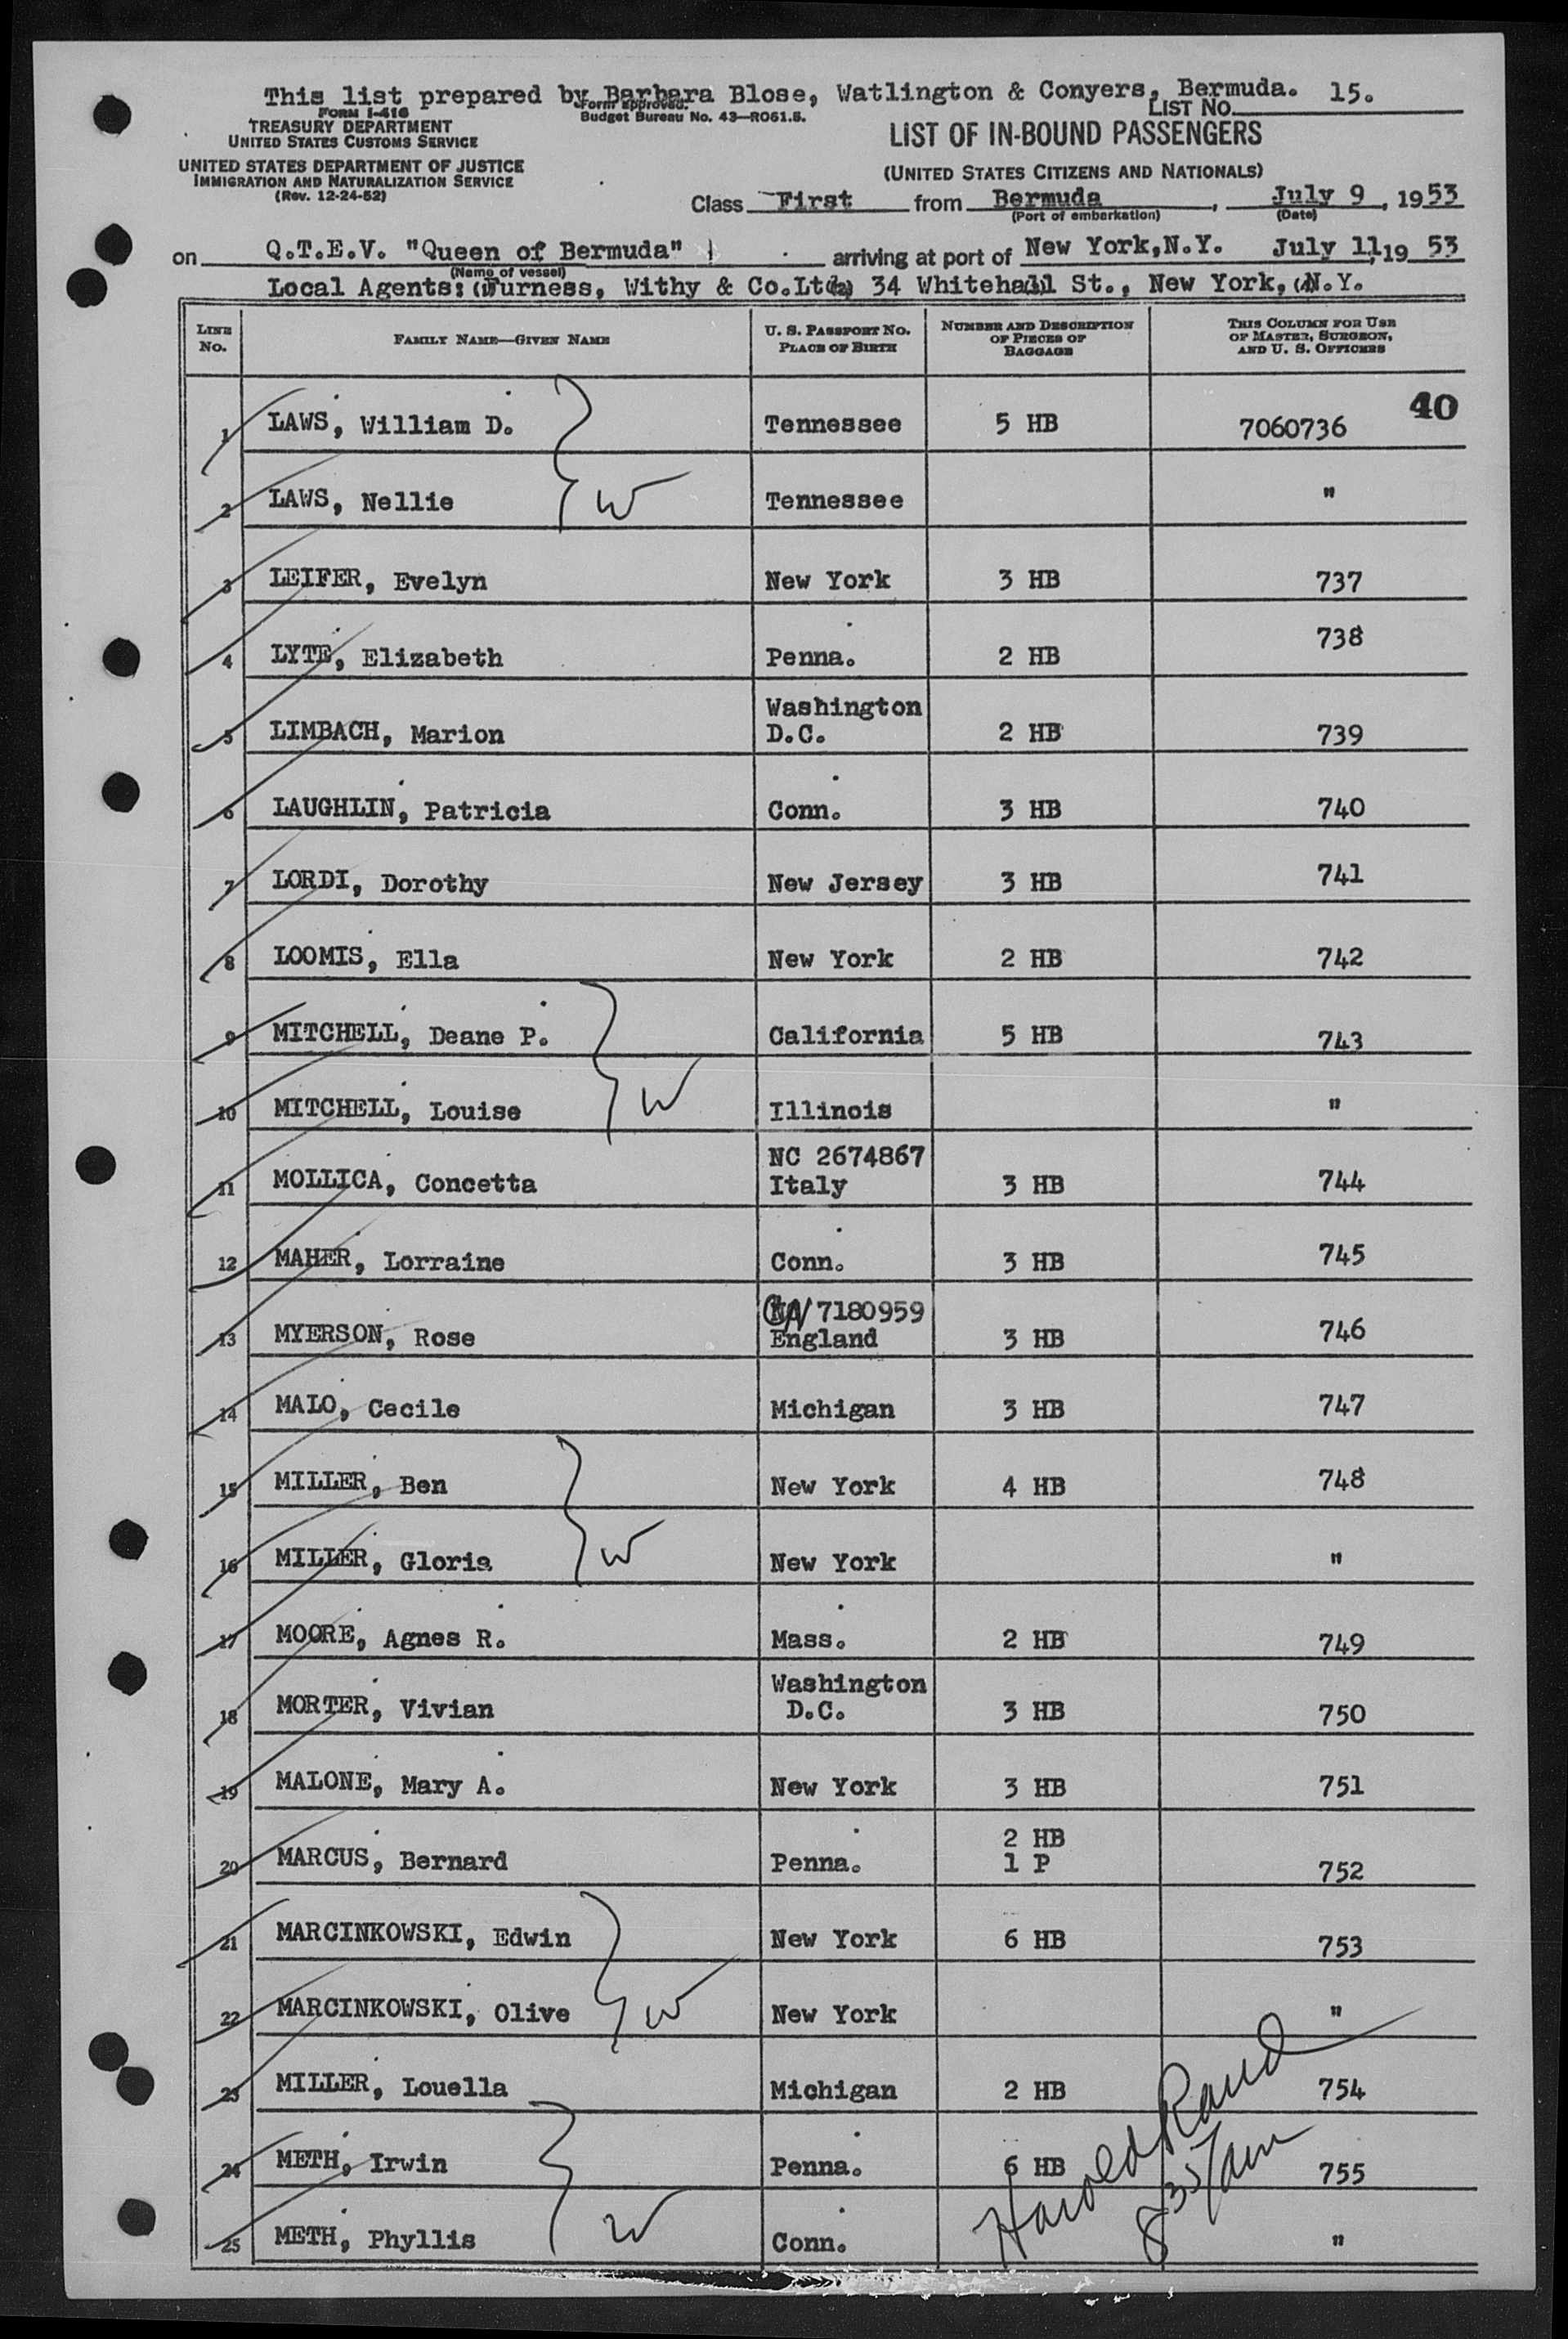 This list prepared by Barbara Blose, Watlington & Conyers, Bermuda. 15.
FORM I-416
Form approved.
Budget Bureau No. 43—R061.5.
LIST NO.
TREASURY DEPARTMENT
UNITED STATES CUSTOMS SERVICE
LIST OF IN-BOUND PASSENGERS
UNITED STATES DEPARTMENT OF JUSTICE
IMMIGRATION AND NATURALIZATION SERVICE
(Rev. 12-24-52)
(UNITED STATES CITIZENS AND NATIONALS)
Class First from Bermuda, July 9, 1953
(Port of embarkation) (Date)
on Q.T.E.V. "Queen of Bermuda" arriving at port of New York, N.Y. July 11, 19 53
(Name of vessel)
Local Agents: Furness, Withy & Co.Ltd. 34 Whitehall St., New York, N.Y.
(1) (2) (3) (4)
LINE NO. FAMILY NAME—GIVEN NAME U. S. PASSPORT NO. PLACE OF BIRTH NUMBER AND DESCRIPTION OF PIECES OF BAGGAGE THIS COLUMN FOR USE OF MASTER, SURGEON, AND U. S. OFFICERS
40
1 LAWS, William D. Tennessee 5 HB 7060736
2 LAWS, Nellie W Tennessee "
3 LEIFER, Evelyn New York 3 HB 737
4 LYTE, Elizabeth Penna. 2 HB 738
5 LIMBACH, Marion Washington D.C. 2 HB 739
6 LAUGHLIN, Patricia Conn. 3 HB 740
7 LORDI, Dorothy New Jersey 3 HB 741
8 LOOMIS, Ella New York 2 HB 742
9 MITCHELL, Deane P. California 5 HB 743
10 MITCHELL, Louise W Illinois "
11 MOLLICA, Concetta NC 2674867 Italy 3 HB 744
12 MAHER, Lorraine Conn. 3 HB 745
13 MYERSON, Rose 7180959 England 3 HB 746
14 MALO, Cecile Michigan 3 HB 747
15 MILLER, Ben New York 4 HB 748
16 MILLER, Gloria W New York "
17 MOORE, Agnes R. Mass. 2 HB 749
18 MORTER, Vivian Washington D.C. 3 HB 750
19 MALONE, Mary A. New York 3 HB 751
20 MARCUS, Bernard Penna. 2 HB 1 P 752
21 MARCINKOWSKI, Edwin New York 6 HB 753
22 MARCINKOWSKI, Olive W New York "
23 MILLER, Louella Michigan 2 HB 754
24 METH, Irwin Penna. 6 HB 755
25 METH, Phyllis W Conn. "
Harold Rand
8 35/am